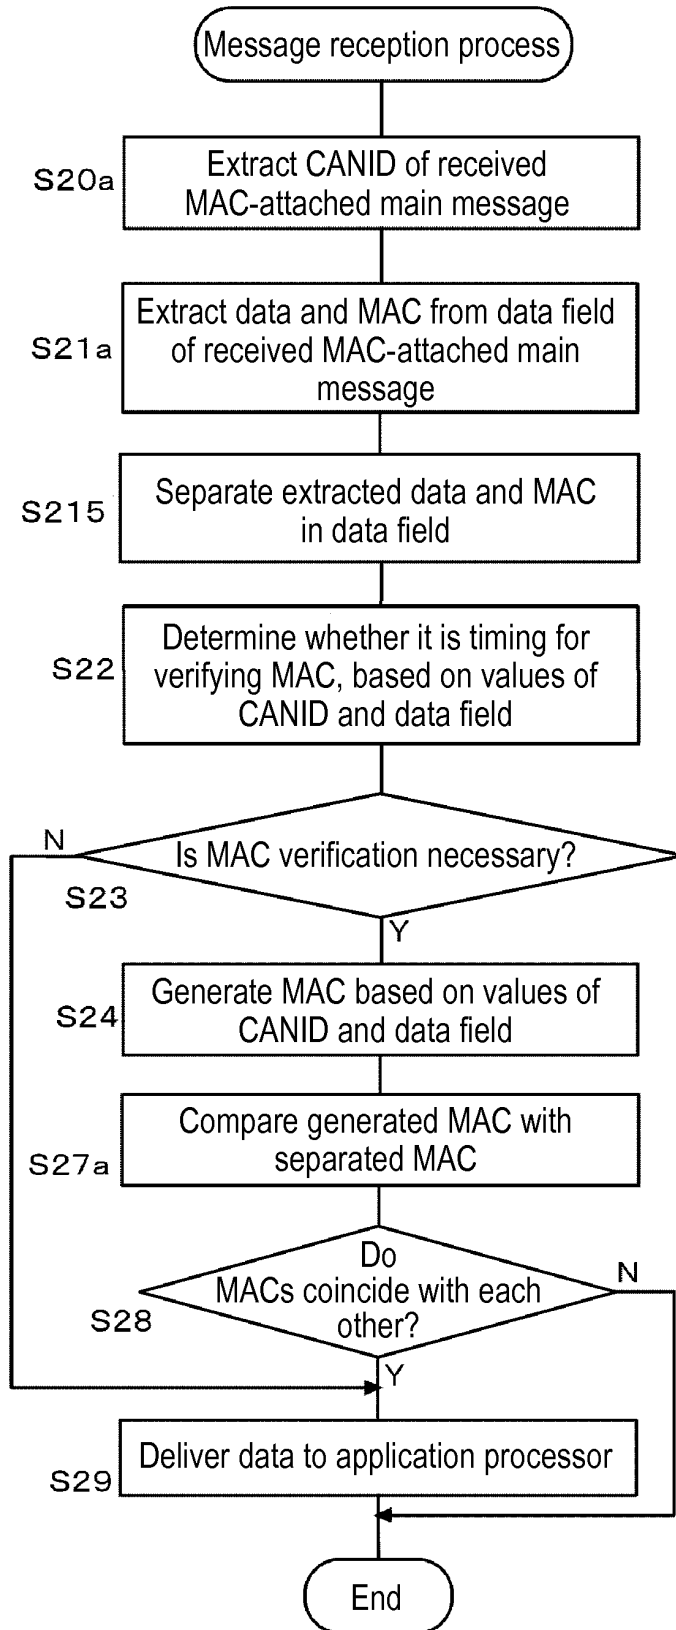 Message reception process
S20a
Extract CANID of received
MAC-attached main message
S21a
Extract data and MAC from data field
of received MAC-attached main
message
S215
Separate extracted data and MAC
in data field
S22
Determine whether it is timing for
verifying MAC, based on values of
CANID and data field
N
Is MAC verification necessary?
S23
Y
S24
Generate MAC based on values of
CANID and data field
S27a
Compare generated MAC with
separated MAC
Do
MACs coincide with each
other?
N
S28
Y
Deliver data to application processor
S29
End